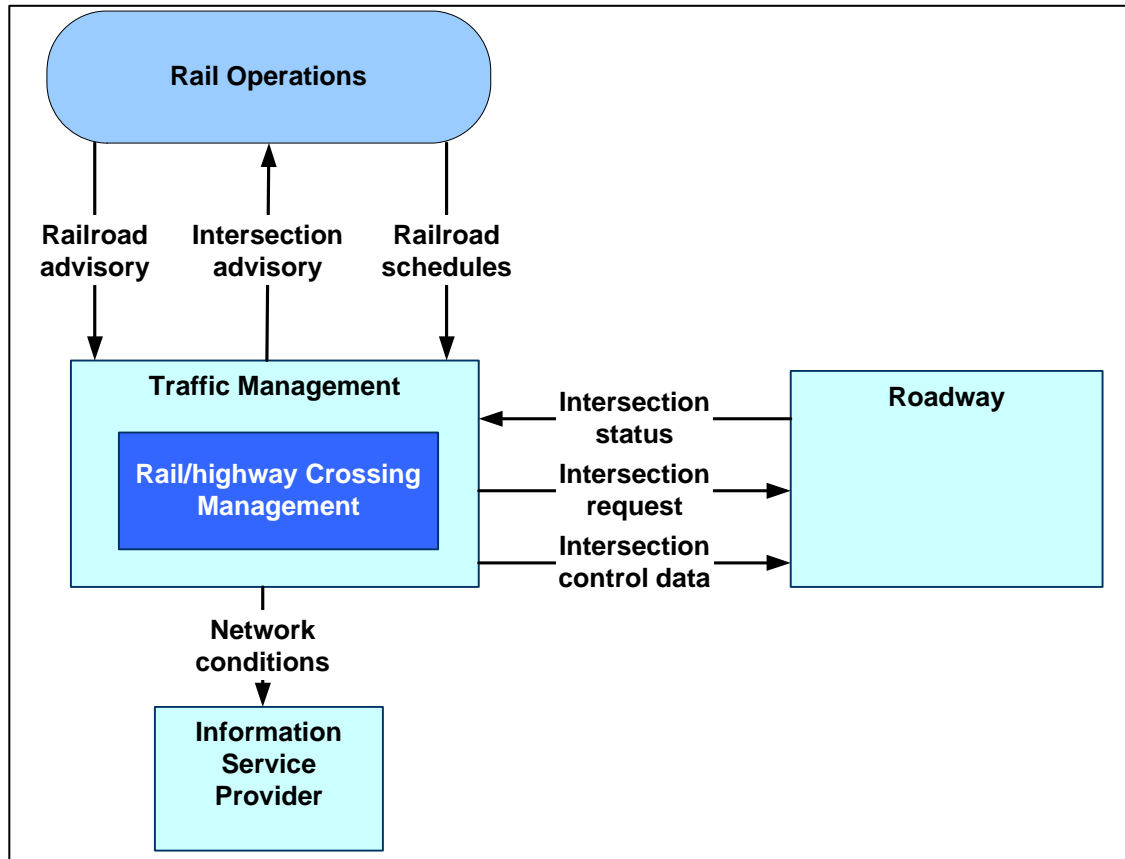 Rail Operations
Railroad
advisory
Intersection
advisory
Railroad
schedules
Traffic Management
Rail/highway Crossing
Management
Intersection
status
Intersection
request
Intersection
control data
Roadway
Network
conditions
Information
Service
Provider